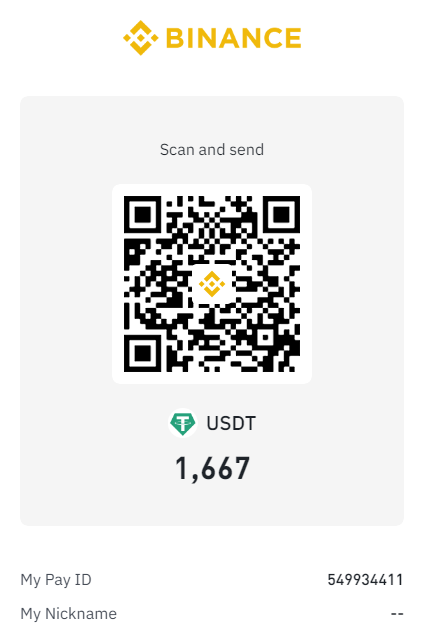 BINANCE
Scan and send
USDT
1,667
My Pay ID 549934411
My Nickname --